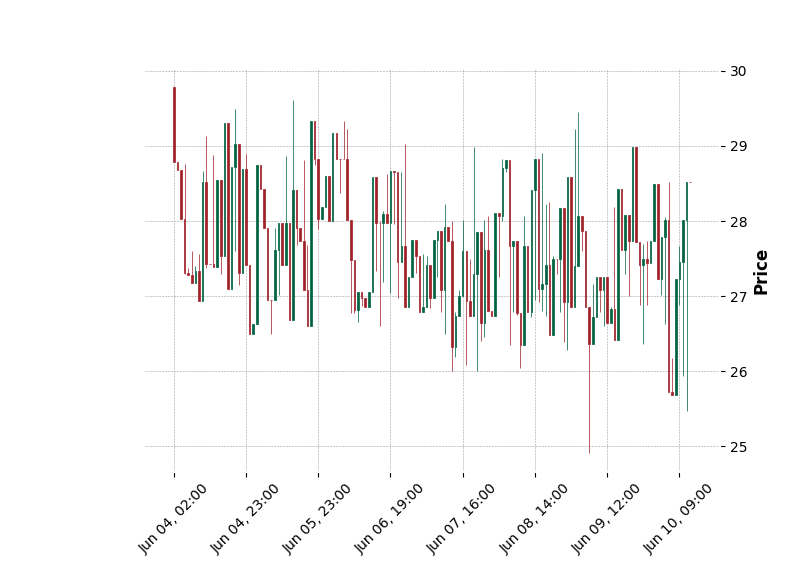 30
29
28
27
26
25
Price
Jun 04, 02:00
Jun 04, 23:00
Jun 05, 23:00
Jun 06, 19:00
Jun 07, 16:00
Jun 08, 14:00
Jun 09, 12:00
Jun 10, 09:00